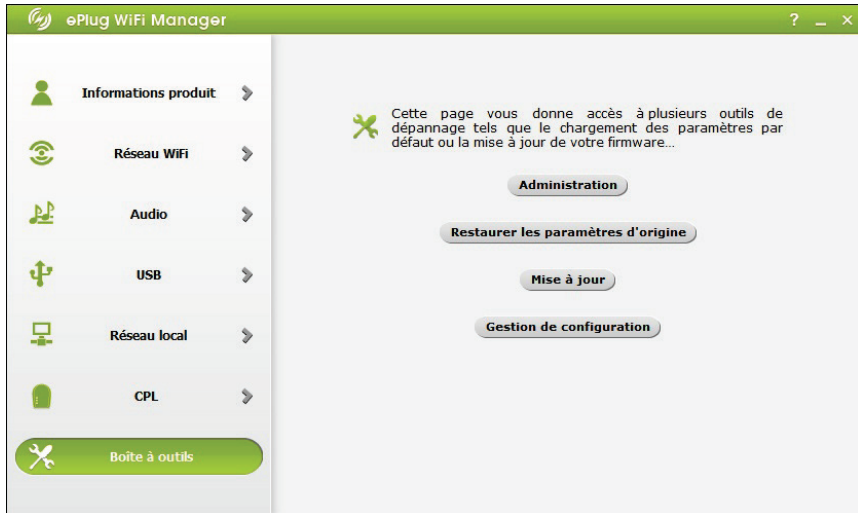 ePlug WiFi Manager ? _ ×
Informations produit
Réseau WiFi
Audio
USB
Réseau local
CPL
Boîte à outils
Cette page vous donne accès à plusieurs outils de
dépannage tels que le chargement des paramètres par
défaut ou la mise à jour de votre firmware...
Administration
Restaurer les paramètres d'origine
Mise à jour
Gestion de configuration